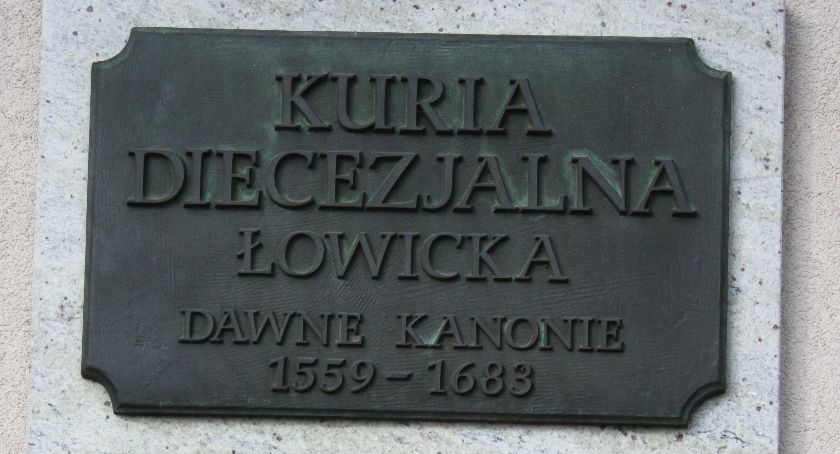 KURIA
DIECEZJALNA
ŁOWICKA
DAWNE KANONIE
1559 – 1683